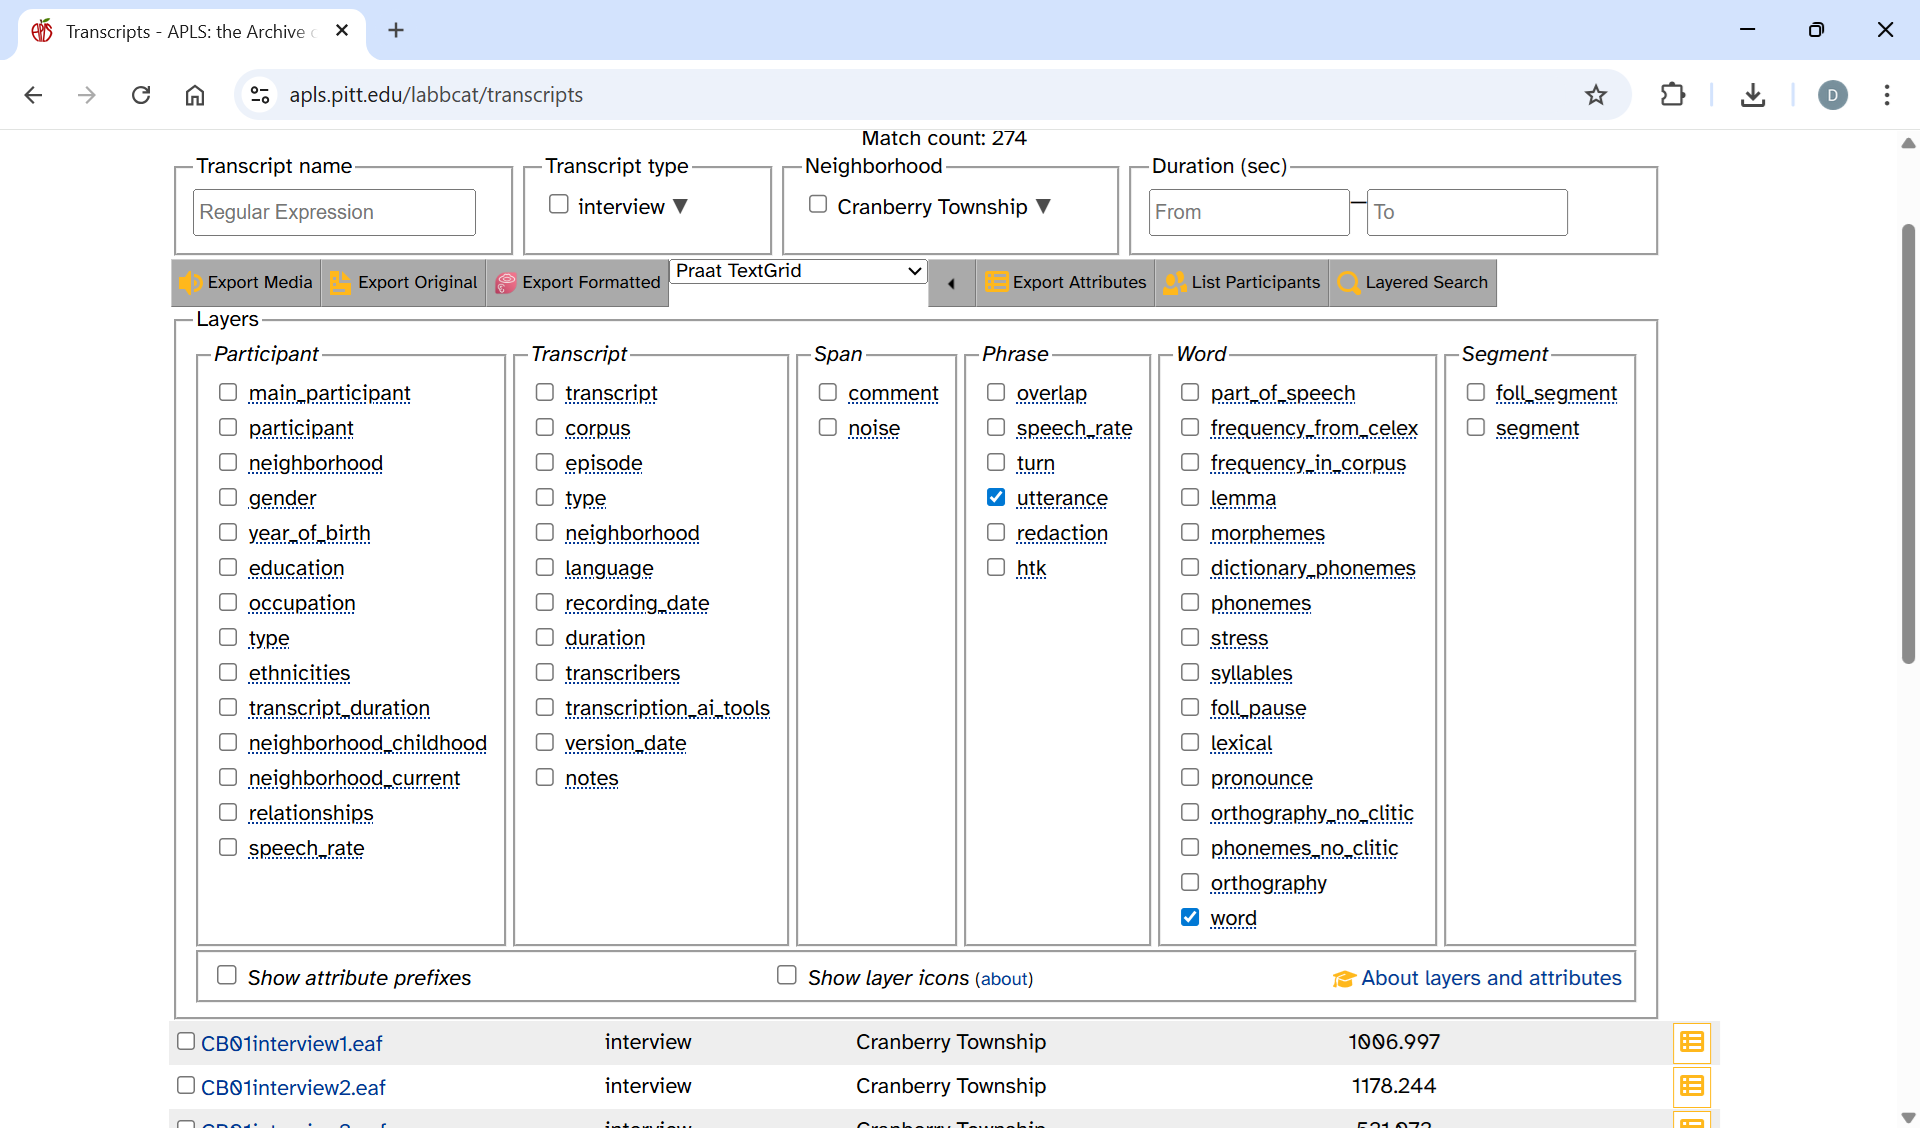 Transcripts - APLS: the Archive
apls.pitt.edu/labbcat/transcripts
D
Match count: 274
Transcript name
Transcript type
Neighborhood
Duration (sec)
Regular Expression
interview ▼
Cranberry Township ▼
From
–
To
Export Media
Export Original
Export Formatted
Praat TextGrid
Export Attributes
List Participants
Layered Search
Layers
Participant
main_participant
participant
neighborhood
gender
year_of_birth
education
occupation
type
ethnicities
transcript_duration
neighborhood_childhood
neighborhood_current
relationships
speech_rate
Transcript
transcript
corpus
episode
type
neighborhood
language
recording_date
duration
transcribers
transcription_ai_tools
version_date
notes
Span
comment
noise
Phrase
overlap
speech_rate
turn
utterance
redaction
htk
Word
part_of_speech
frequency_from_celex
frequency_in_corpus
lemma
morphemes
dictionary_phonemes
phonemes
stress
syllables
foll_pause
lexical
pronounce
orthography_no_clitic
phonemes_no_clitic
orthography
word
Segment
foll_segment
segment
Show attribute prefixes
Show layer icons (about)
About layers and attributes
CB01interview1.eaf interview Cranberry Township 1006.997
CB01interview2.eaf interview Cranberry Township 1178.244